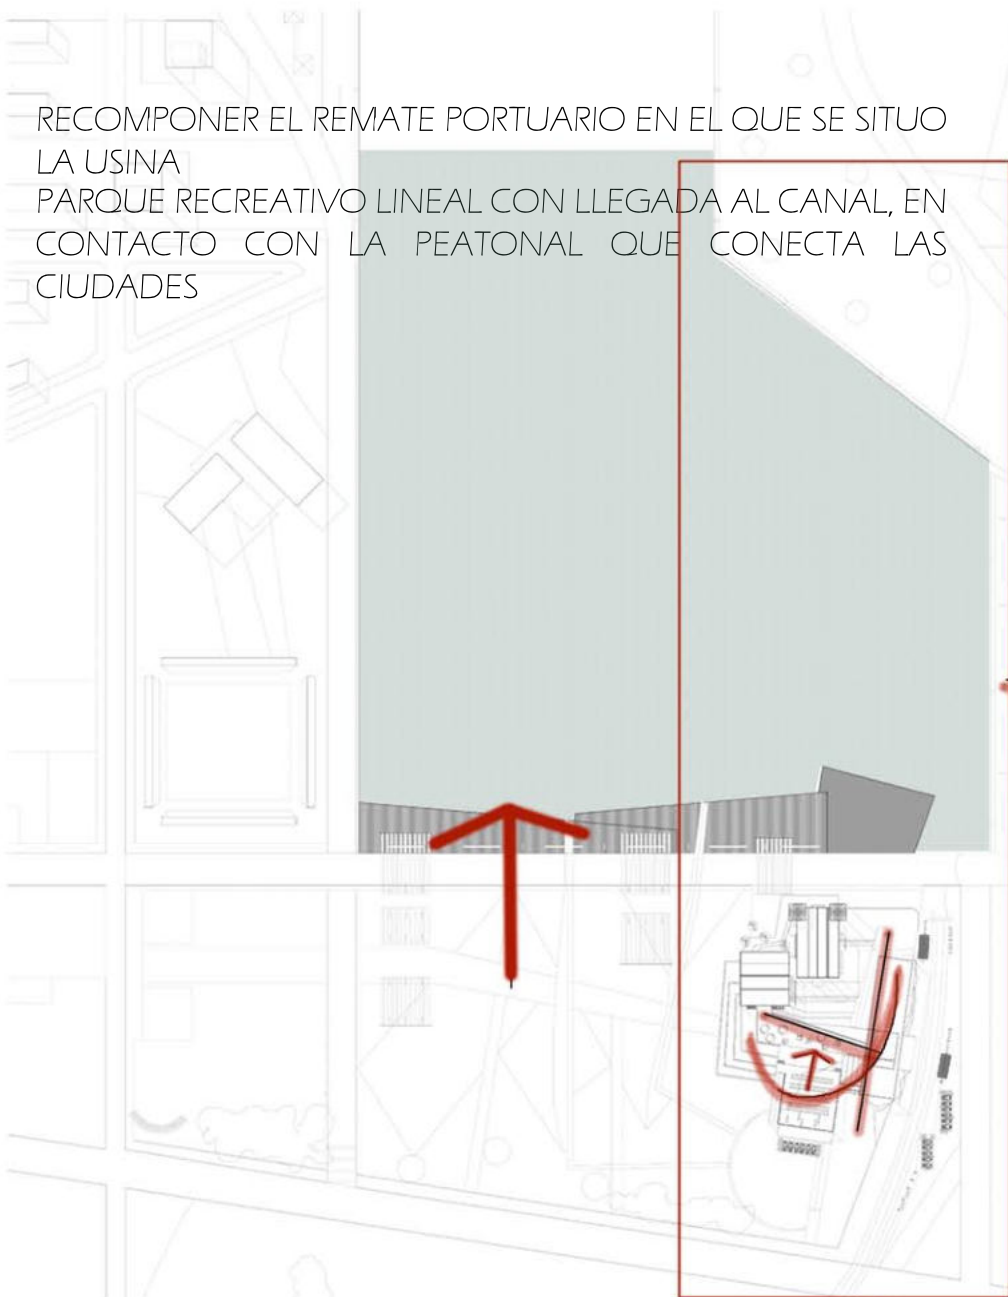 RECOMPONER EL REMATE PORTUARIO EN EL QUE SE SITUO
LA USINA
PARQUE RECREATIVO LINEAL CON LLEGADA AL CANAL, EN
CONTACTO CON LA PEATONAL QUE CONECTA LAS
CIUDADES